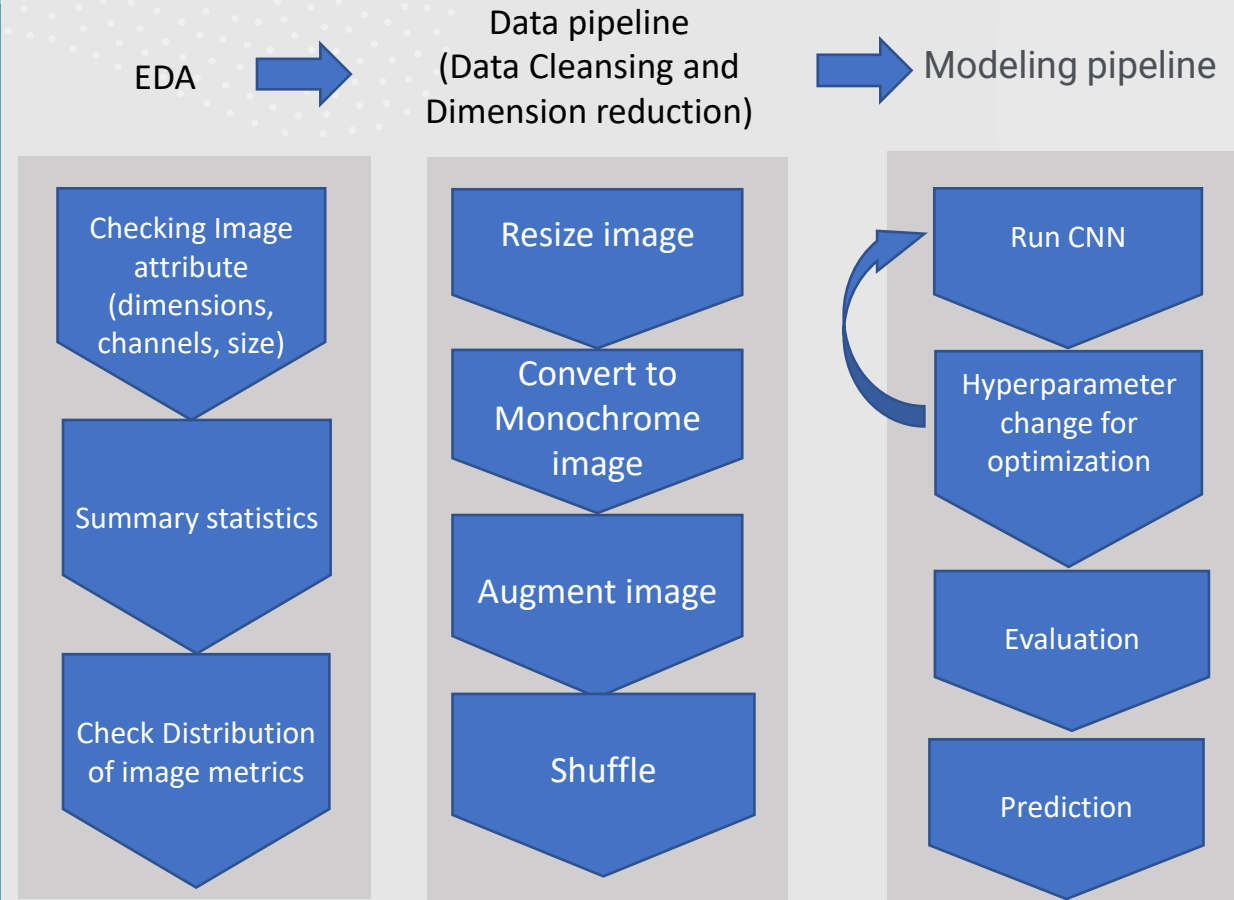 EDA
Data pipeline
(Data Cleansing and
Dimension reduction)
Modeling pipeline
Checking Image
attribute
(dimensions,
channels, size)
Summary statistics
Check Distribution
of image metrics
Resize image
Convert to
Monochrome
image
Augment image
Shuffle
Run CNN
Hyperparameter
change for
optimization
Evaluation
Prediction